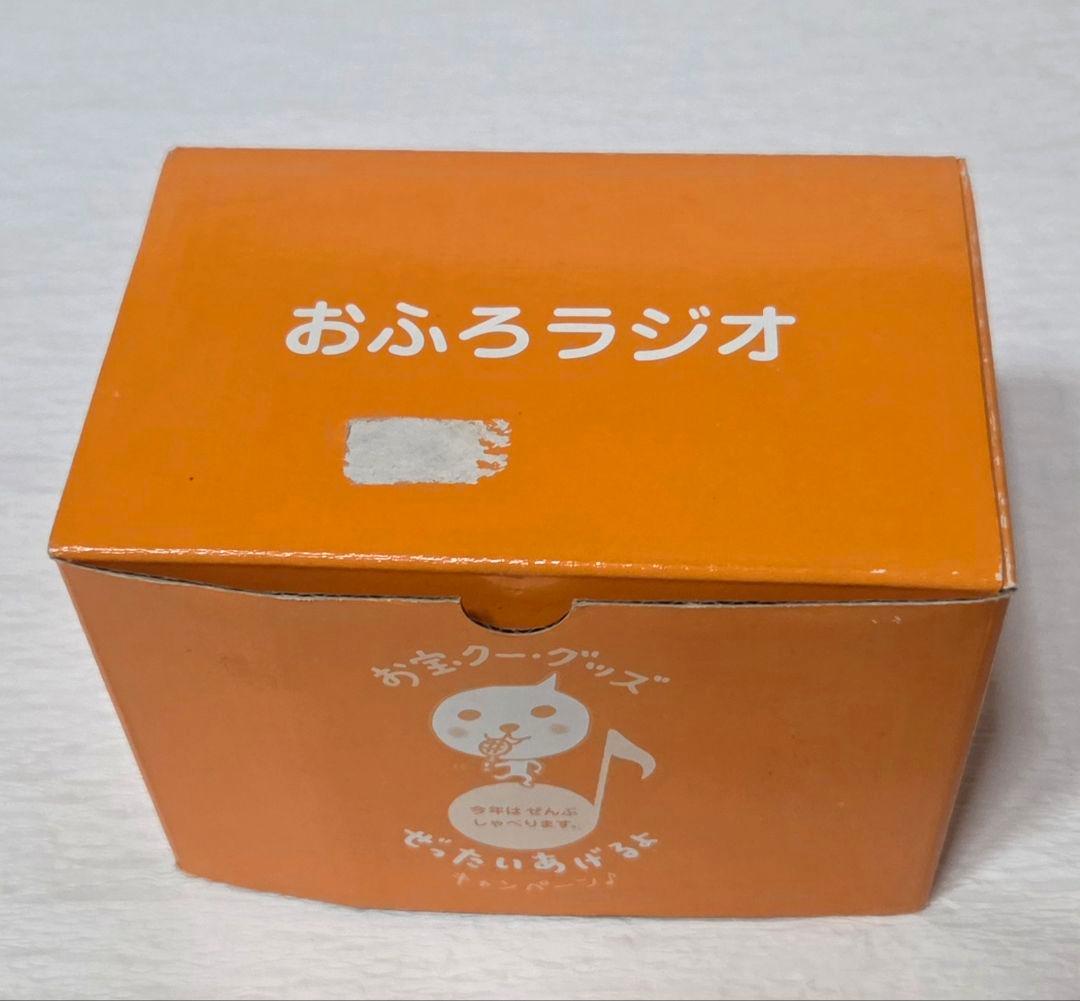 おふろラジオ
お宝・クー・グッズ
今年は ぜんぶ
しゃべります。
ぜったいあげるよ
キャンペーン♪